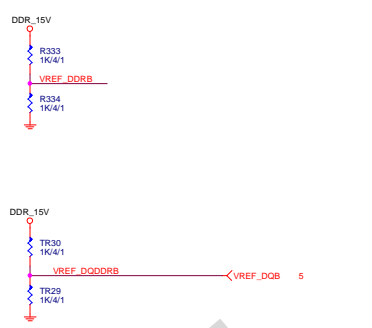 DDR_15V
R333
1K/4/1
VREF_DDRB
R334
1K/4/1
DDR_15V
TR30
1K/4/1
VREF_DQDDRB
VREF_DQB 5
TR29
1K/4/1